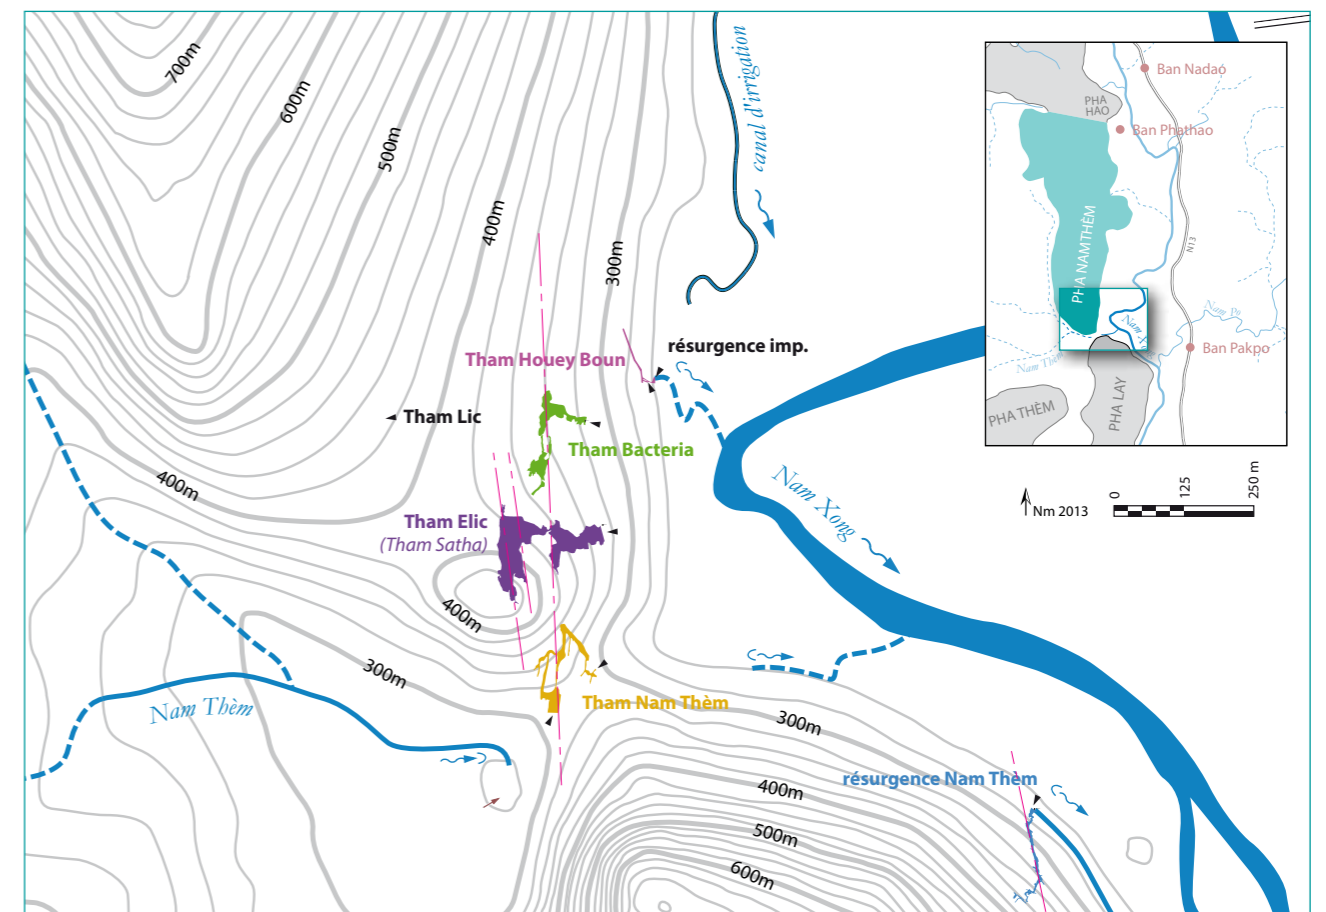 700m
600m
500m
400m
300m
canal d'irrigation
résurgence imp.
Tham Houey Boun
Tham Lic
Tham Bacteria
400m
Tham Elic
(Tham Satha)
400m
300m
Nam Thèm
Tham Nam Thèm
Nam Xong
300m
résurgence Nam Them
400m
500m
600m
PHA
HAO
Ban Nadao
Ban Phathao
PHA NAM THÈM
N13
Nam Po
Nam Xo
Ban Pakpo
Nam Thèm
PHA THÈM
PHA LAY
Nm 2013
0
125
250 m